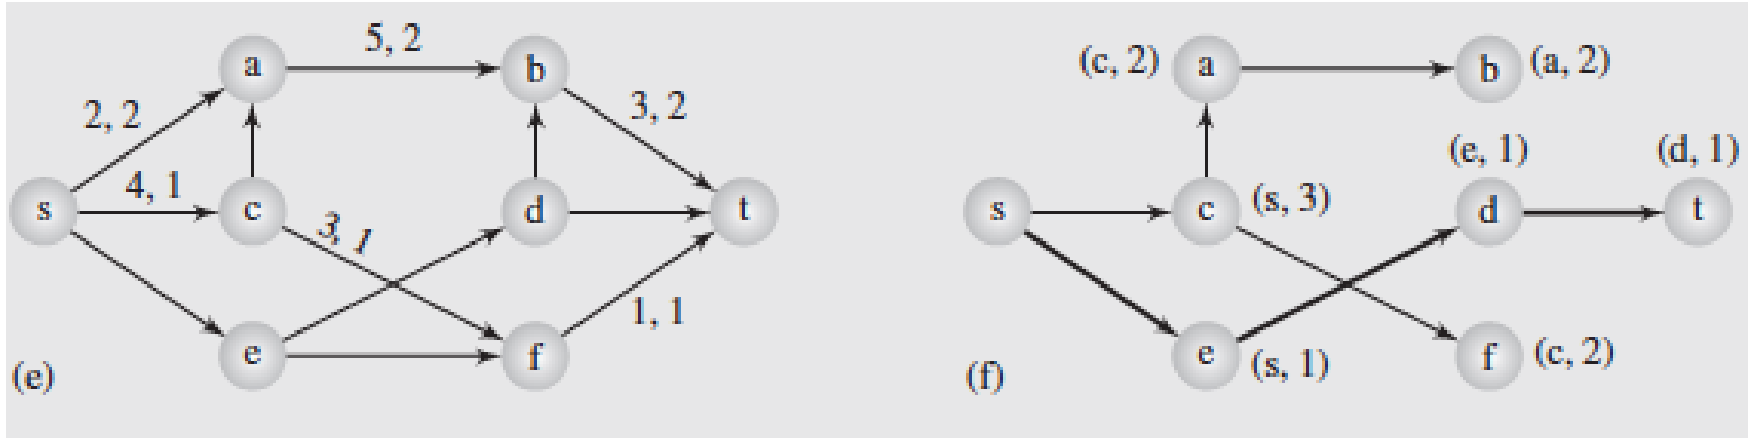 5, 2
a
b
2, 2
3, 2
4, 1
s
c
d
t
3, 1
1, 1
e
f
(e)
(c, 2)
a
b
(a, 2)
(e, 1)
(d, 1)
s
c
(s, 3)
d
t
e
(s, 1)
f
(c, 2)
(f)